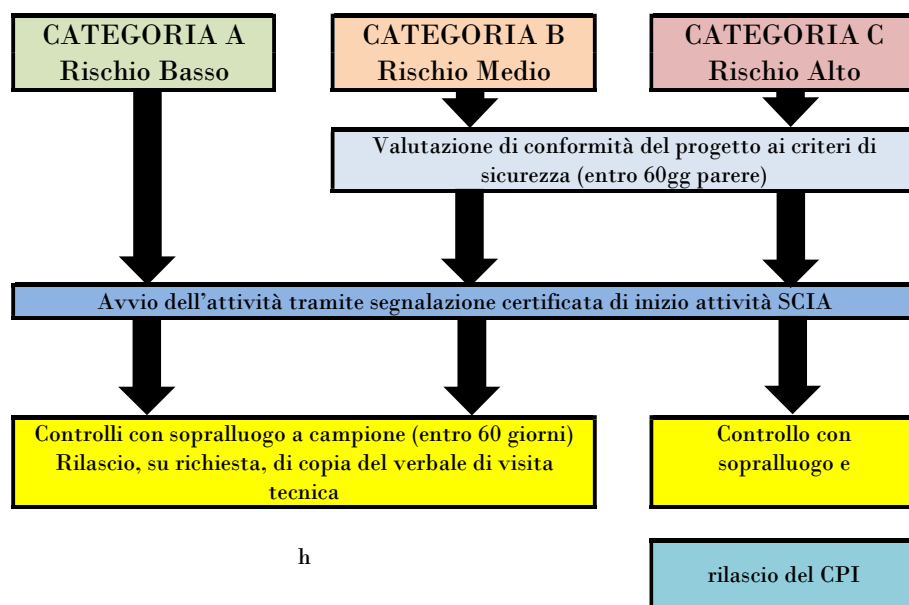 CATEGORIA A
Rischio Basso
CATEGORIA B
Rischio Medio
CATEGORIA C
Rischio Alto
Valutazione di conformità del progetto ai criteri di
sicurezza (entro 60gg parere)
Avvio dell'attività tramite segnalazione certificata di inizio attività SCIA
Controlli con sopralluogo a campione (entro 60 giorni)
Rilascio, su richiesta, di copia del verbale di visita
tecnica
Controllo con
sopralluogo e
h
rilascio del CPI